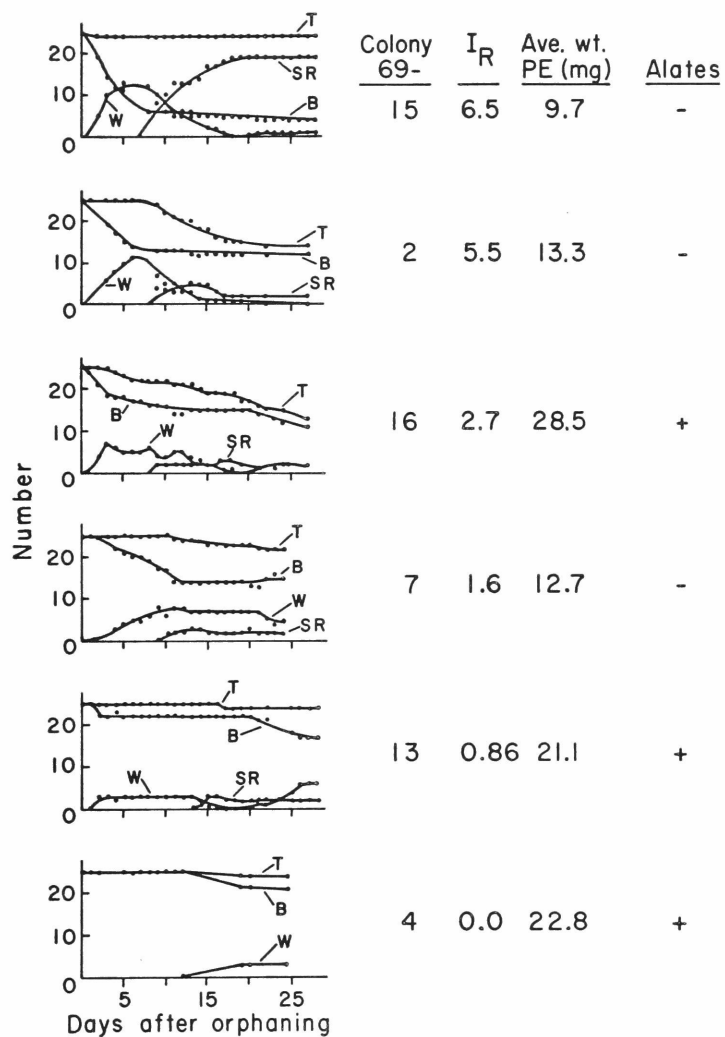 Colony 69- I_R Ave. wt. PE (mg) Alates
20 10 0 T SR B W
15 6.5 9.7 -
20 10 0 T B SR W
2 5.5 13.3 -
20 10 0 T B W SR
16 2.7 28.5 +
20 10 0 T B W SR
7 1.6 12.7 -
20 10 0 T B W SR
13 0.86 21.1 +
20 10 0 T B W
4 0.0 22.8 +
Number
5 15 25
Days after orphaning